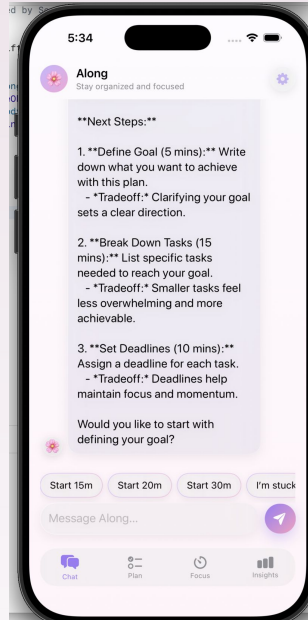 ed by S
5:34
Along
Stay organized and focused
**Next Steps:**
1. **Define Goal (5 mins):** Write
down what you want to achieve
with this plan.
- *Tradeoff:* Clarifying your goal
sets a clear direction.
2. **Break Down Tasks (15
mins):** List specific tasks
needed to reach your goal.
- *Tradeoff:* Smaller tasks feel
less overwhelming and more
achievable.
3. **Set Deadlines (10 mins):**
Assign a deadline for each task.
- *Tradeoff:* Deadlines help
maintain focus and momentum.
Would you like to start with
defining your goal?
Start 15m
Start 20m
Start 30m
I'm stuck
Message Along...
Chat
Plan
Focus
Insights